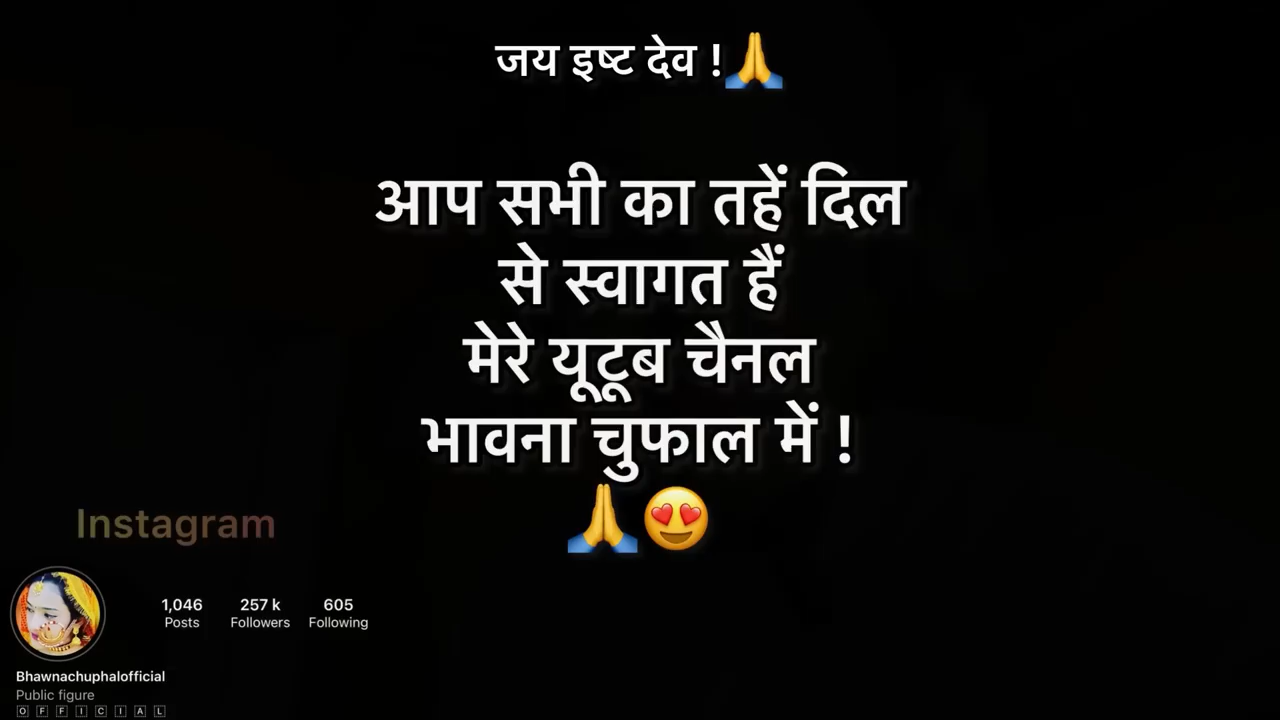 जय इष्ट देव !🙏
आप सभी का तहें दिल
से स्वागत हैं
मेरे यूटूब चैनल
भावना चुफाल में !
🙏😍
Instagram
1,046 257 k 605
Posts Followers Following
Bhawnachuphalofficial
Public figure
🄾 🄵 🄵 🄸 🄲 🄸 🄰 🄻